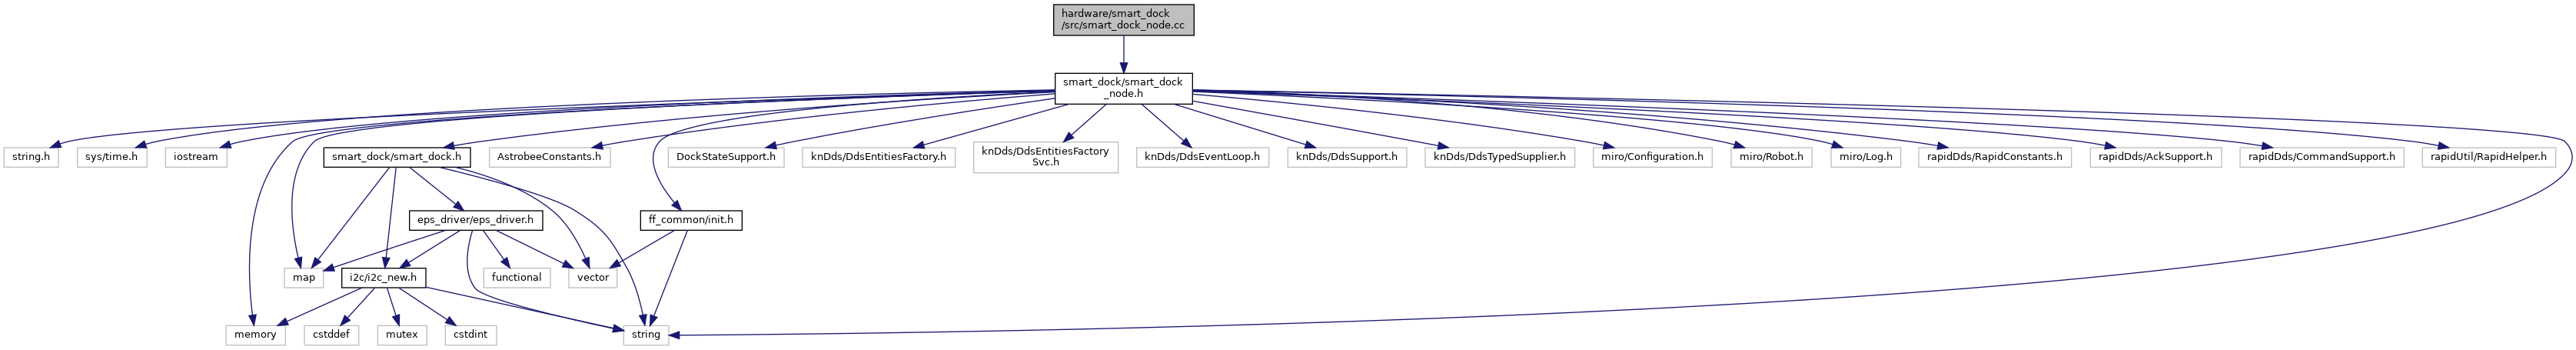 hardware/smart_dock
/src/smart_dock_node.cc
smart_dock/smart_dock
_node.h
string.h
sys/time.h
iostream
smart_dock/smart_dock.h
AstrobeeConstants.h
DockStateSupport.h
knDds/DdsEntitiesFactory.h
knDds/DdsEntitiesFactory
Svc.h
knDds/DdsEventLoop.h
knDds/DdsSupport.h
knDds/DdsTypedSupplier.h
miro/Configuration.h
miro/Robot.h
miro/Log.h
rapidDds/RapidConstants.h
rapidDds/AckSupport.h
rapidDds/CommandSupport.h
rapidUtil/RapidHelper.h
eps_driver/eps_driver.h
ff_common/init.h
map
i2c/i2c_new.h
functional
vector
memory
cstddef
mutex
cstdint
string